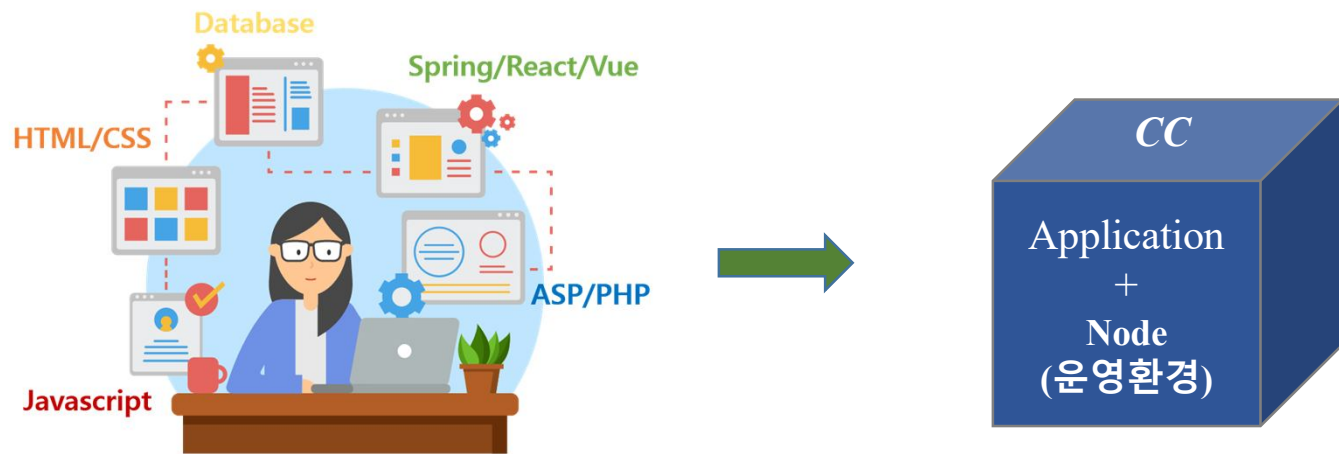 Database
Spring/React/Vue
HTML/CSS
ASP/PHP
Javascript
CC
Application
+
Node
(운영환경)